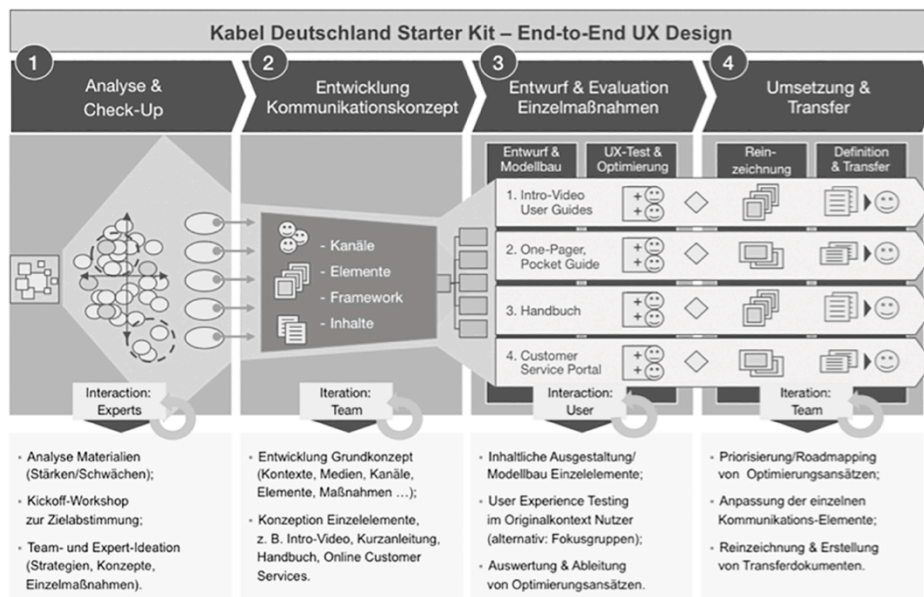 Kabel Deutschland Starter Kit – End-to-End UX Design
1
Analyse &
Check-Up
2
Entwicklung
Kommunikationskonzept
3
Entwurf & Evaluation
Einzelmaßnahmen
4
Umsetzung &
Transfer
Entwurf &
Modellbau
UX-Test &
Optimierung
Rein-
zeichnung
Definition
& Transfer
- Kanäle
- Elemente
- Framework
- Inhalte
1. Intro-Video
User Guides
2. One-Pager,
Pocket Guide
3. Handbuch
4. Customer
Service Portal
Interaction:
Experts
Iteration:
Team
Interaction:
User
Iteration:
Team
• Analyse Materialien
(Stärken/Schwächen);
• Kickoff-Workshop
zur Zielabstimmung;
• Team- und Expert-Ideation
(Strategien, Konzepte,
Einzelmaßnahmen).
• Entwicklung Grundkonzept
(Kontexte, Medien, Kanäle,
Elemente, Maßnahmen …);
• Konzeption Einzelelemente,
z. B. Intro-Video, Kurzanleitung,
Handbuch, Online Customer
Services.
• Inhaltliche Ausgestaltung/
Modellbau Einzelelemente;
• User Experience Testing
im Originalkontext Nutzer
(alternativ: Fokusgruppen);
• Auswertung & Ableitung
von Optimierungsansätzen.
• Priorisierung/Roadmapping
von Optimierungsansätzen;
• Anpassung der einzelnen
Kommunikations-Elemente;
• Reinzeichnung & Erstellung
von Transferdokumenten.